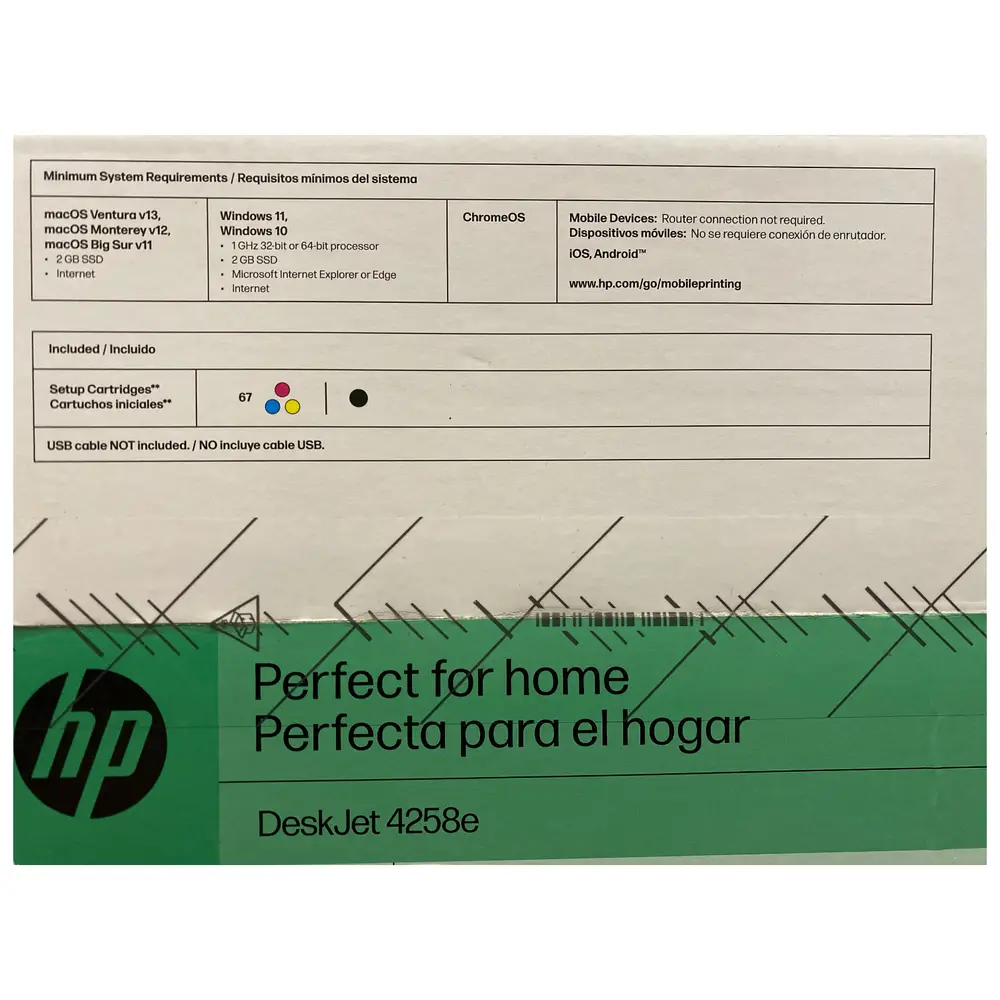 Minimum System Requirements / Requisitos mínimos del sistema
macOS Ventura v13,
macOS Monterey v12,
macOS Big Sur v11
• 2 GB SSD
• Internet
Windows 11,
Windows 10
• 1 GHz 32-bit or 64-bit processor
• 2 GB SSD
• Microsoft Internet Explorer or Edge
• Internet
ChromeOS
Mobile Devices: Router connection not required.
Dispositivos móviles: No se requiere conexión de enrutador.
iOS, Android™
www.hp.com/go/mobileprinting
Included / Incluido
Setup Cartridges**
Cartuchos iniciales**
67
USB cable NOT included. / NO incluye cable USB.
hp
Perfect for home
Perfecta para el hogar
DeskJet 4258e